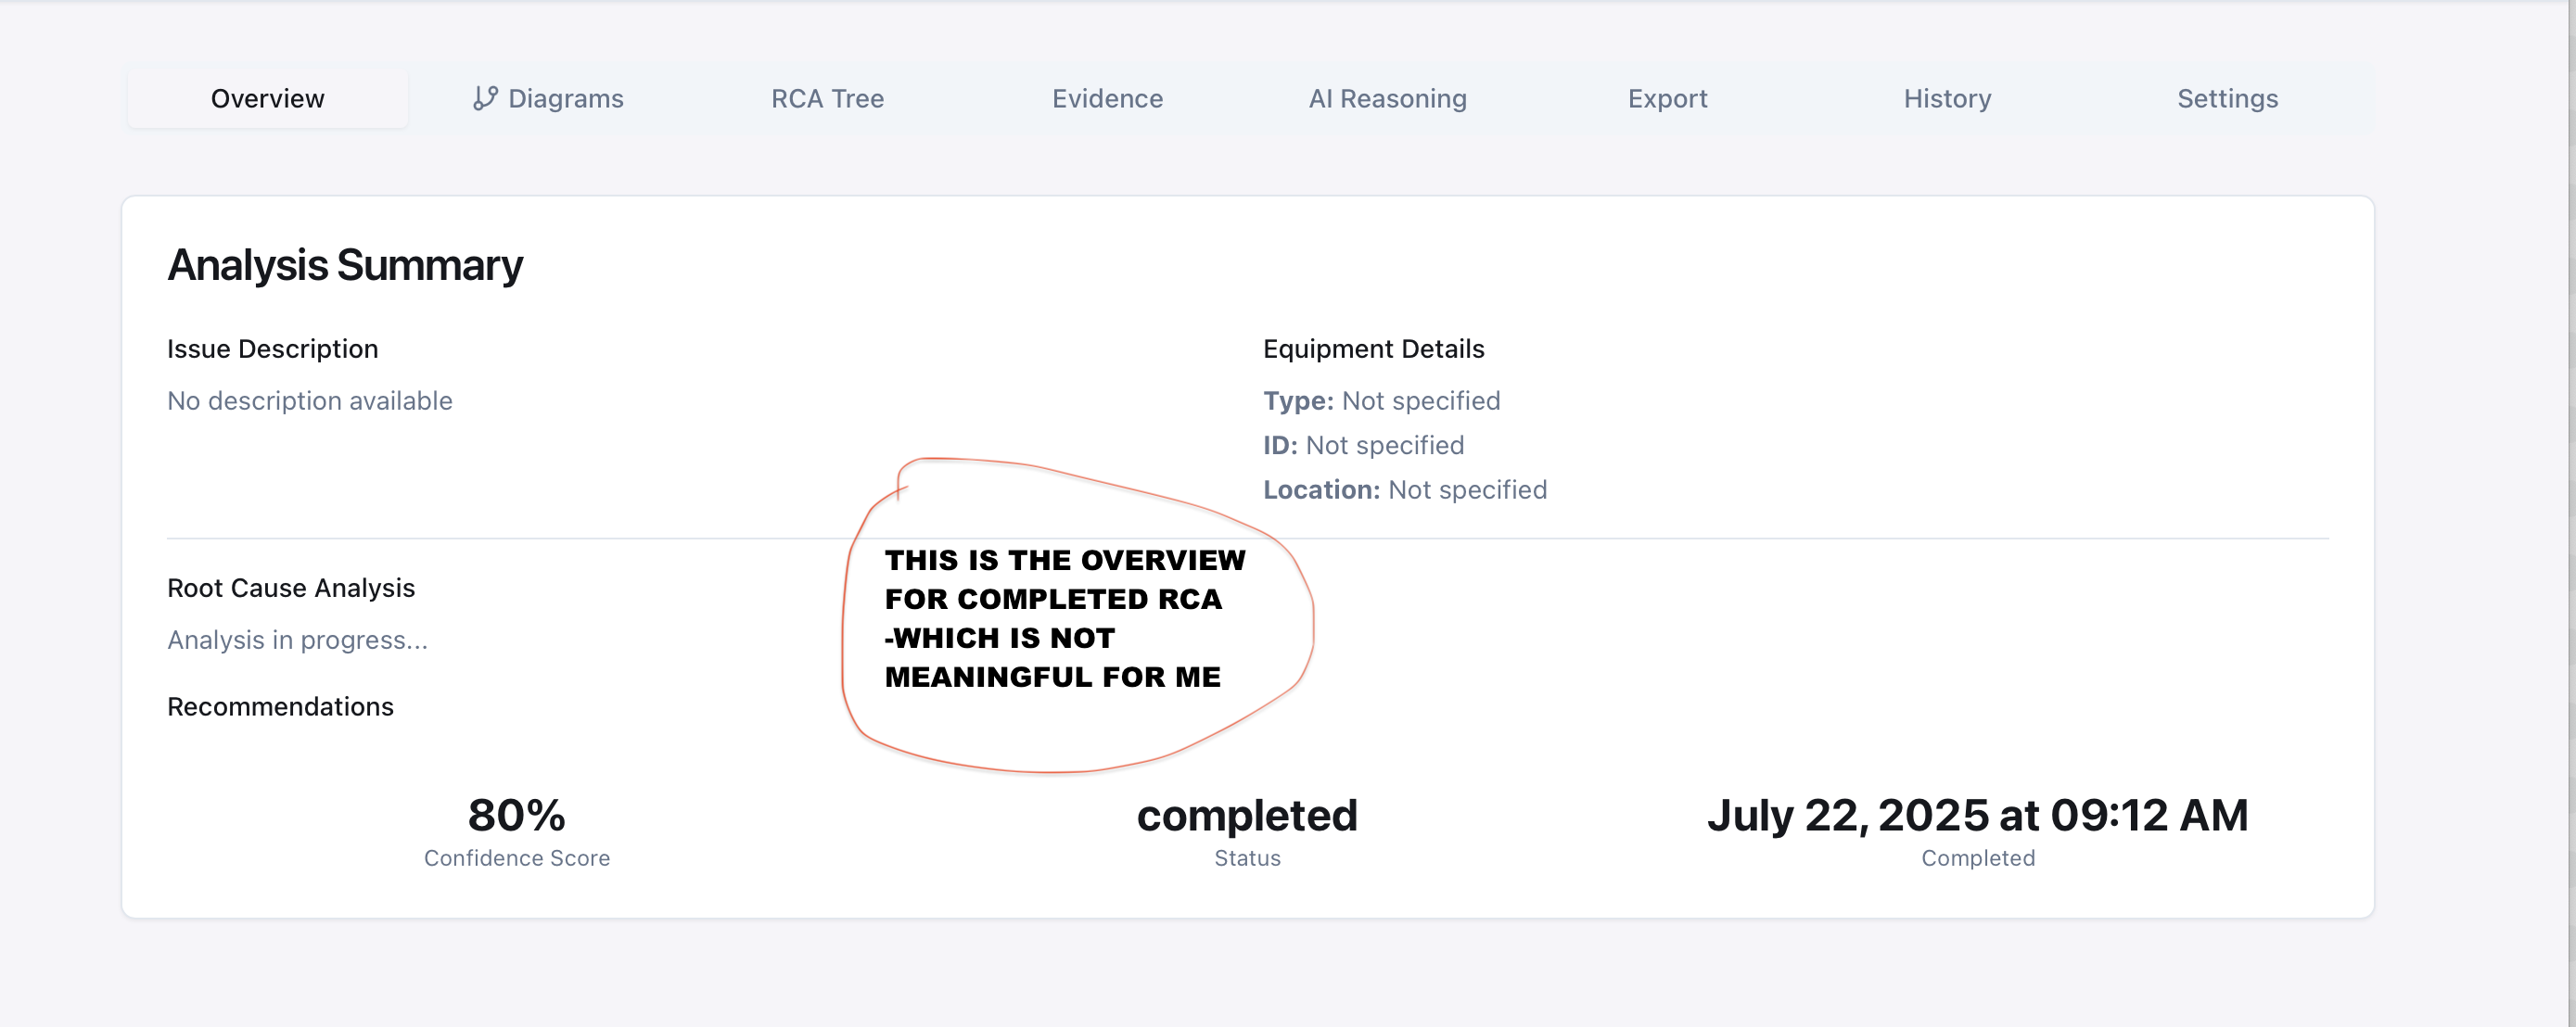 Overview Diagrams RCA Tree Evidence AI Reasoning Export History Settings
Analysis Summary
Issue Description
No description available
Equipment Details
Type: Not specified
ID: Not specified
Location: Not specified
Root Cause Analysis
Analysis in progress...
Recommendations
THIS IS THE OVERVIEW
FOR COMPLETED RCA
-WHICH IS NOT
MEANINGFUL FOR ME
80%
Confidence Score
completed
Status
July 22, 2025 at 09:12 AM
Completed